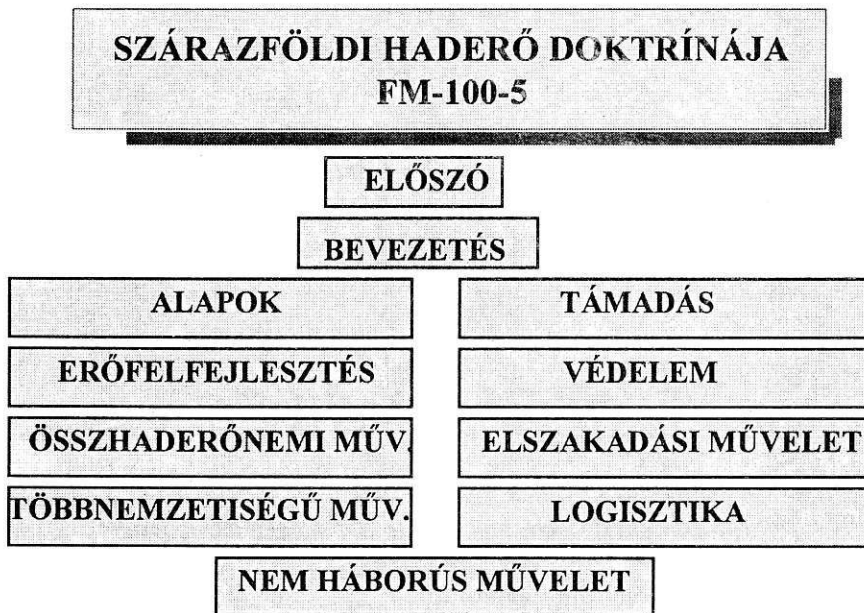 SZÁRAZFÖLDI HADERŐ DOKTRÍNÁJA
FM-100-5
ELŐSZÓ
BEVEZETÉS
ALAPOK
TÁMADÁS
ERŐFELFEJLESZTÉS
VÉDELEM
ÖSSZHADERŐNEMI MŰV.
ELSZAKADÁSI MŰVELET
TÖBBNEMZETISÉGŰ MŰV.
LOGISZTIKA
NEM HÁBORÚS MŰVELET